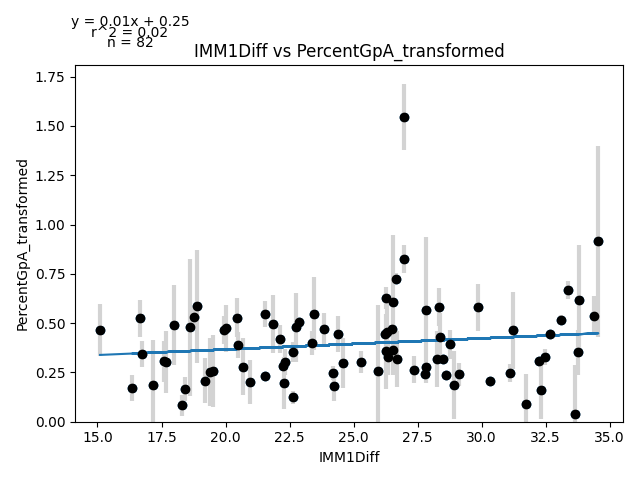 y = 0.01x + 0.25
r^2 = 0.02
n = 82
IMM1Diff vs PercentGpA_transformed
1.75
1.50
1.25
1.00
0.75
0.50
0.25
0.00
PercentGpA_transformed
15.0 17.5 20.0 22.5 25.0 27.5 30.0 32.5 35.0
IMM1Diff